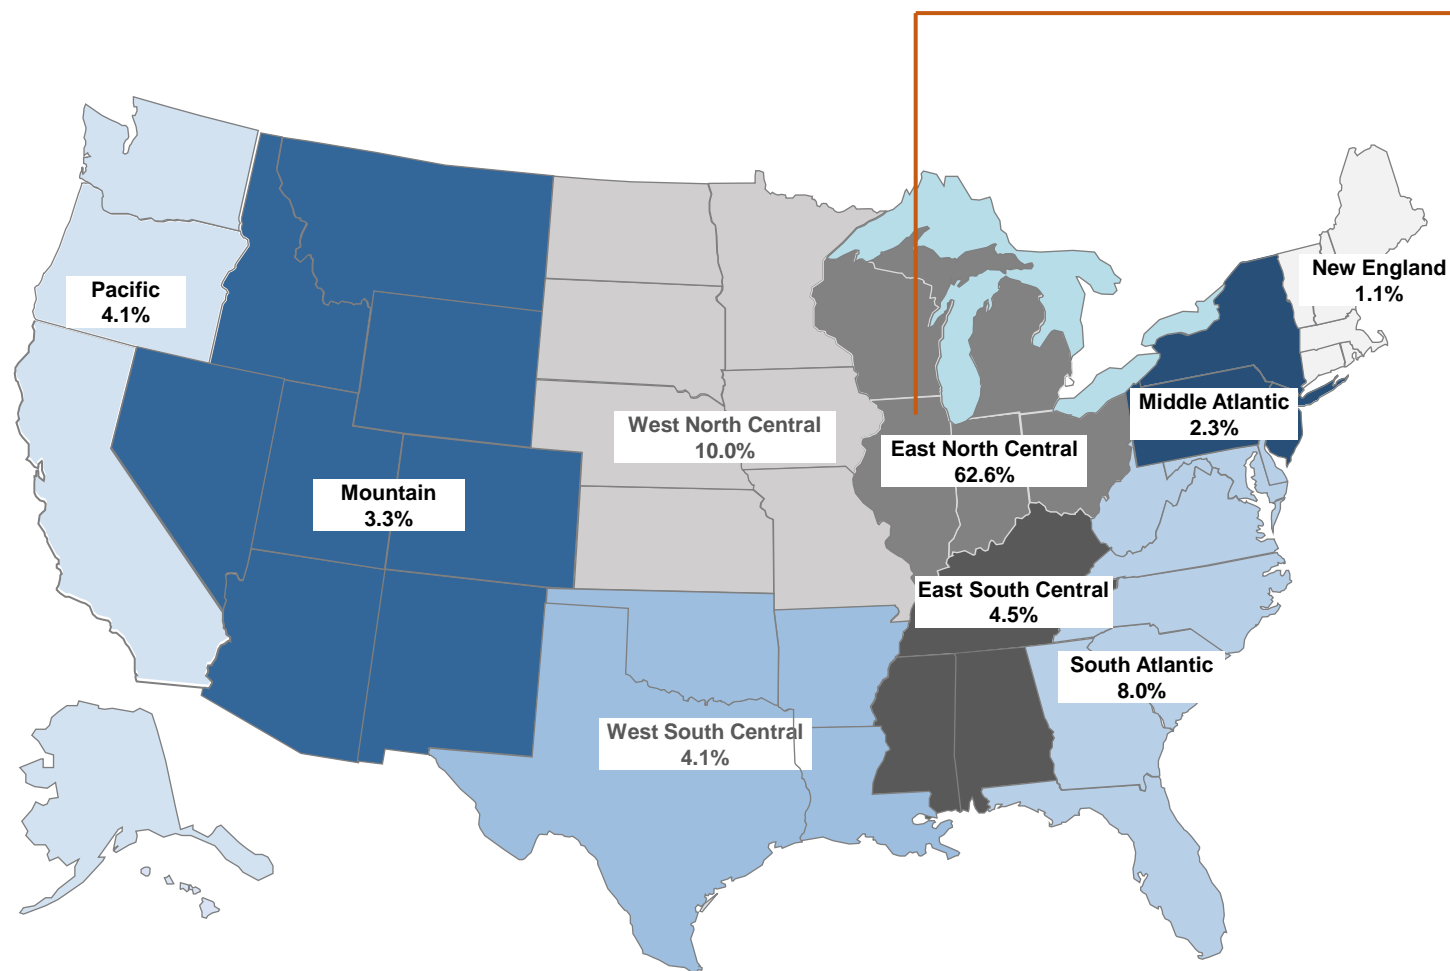 New England
1.1%
Pacific
4.1%
Middle Atlantic
2.3%
West North Central
10.0%
East North Central
62.6%
Mountain
3.3%
East South Central
4.5%
South Atlantic
8.0%
West South Central
4.1%